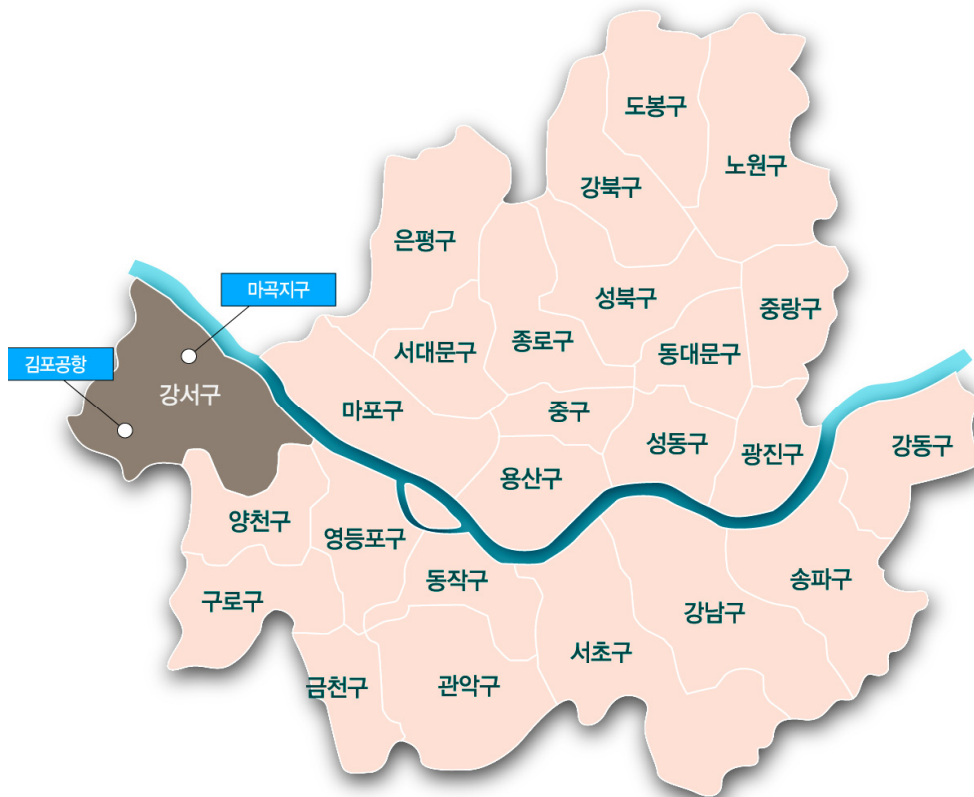 도봉구
노원구
강북구
은평구
마곡지구
성북구
중랑구
서대문구
종로구
동대문구
김포공항
강서구
마포구
중구
성동구
광진구
강동구
용산구
양천구
영등포구
동작구
송파구
구로구
강남구
서초구
금천구
관악구